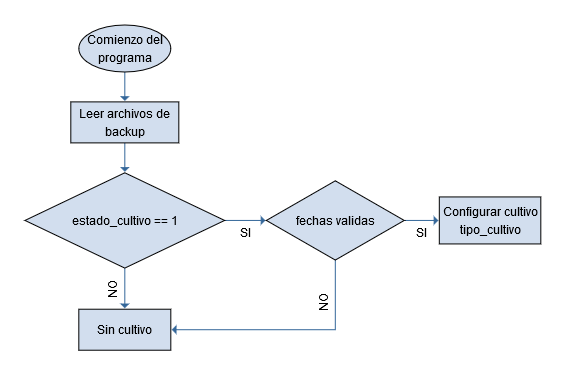 Comienzo del
programa
Leer archivos de
backup
estado_cultivo == 1
SI
fechas validas
SI
Configurar cultivo
tipo_cultivo
NO
NO
Sin cultivo